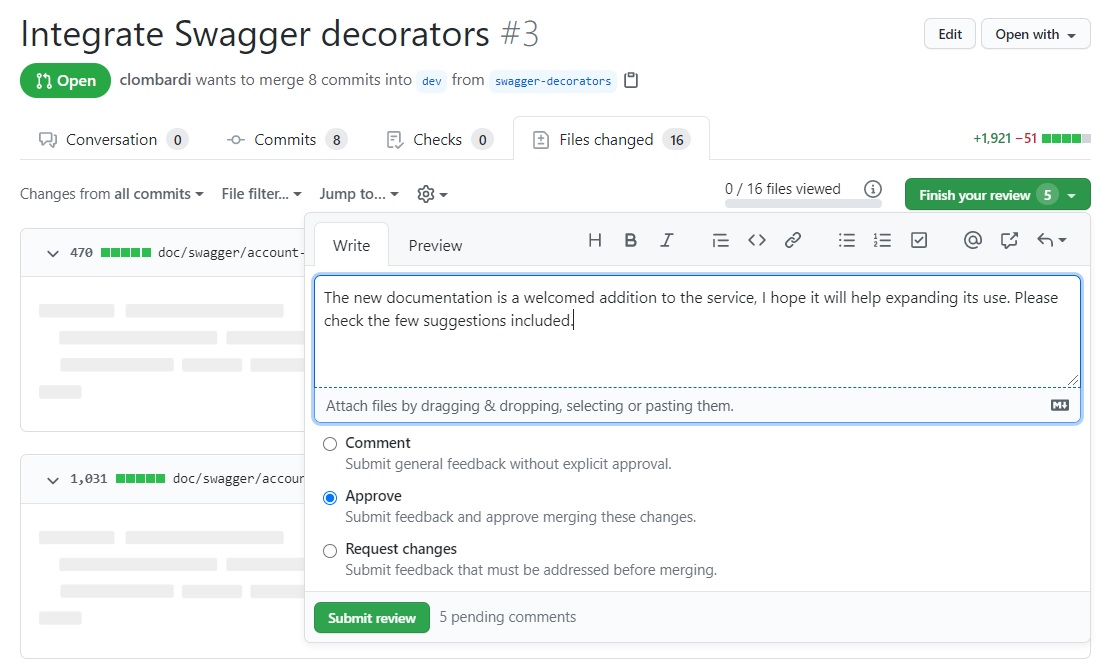 Integrate Swagger decorators #3
Edit
Open with
Open
clombardi wants to merge 8 commits into dev from swagger-decorators
Conversation 0
Commits 8
Checks 0
Files changed 16
+1,921 −51
Changes from all commits
File filter...
Jump to...
0 / 16 files viewed
Finish your review 5
470 doc/swagger/account-
Write
Preview
The new documentation is a welcomed addition to the service, I hope it will help expanding its use. Please
check the few suggestions included.
Attach files by dragging & dropping, selecting or pasting them.
Comment
Submit general feedback without explicit approval.
1,031 doc/swagger/accour
Approve
Submit feedback and approve merging these changes.
Request changes
Submit feedback that must be addressed before merging.
Submit review
5 pending comments